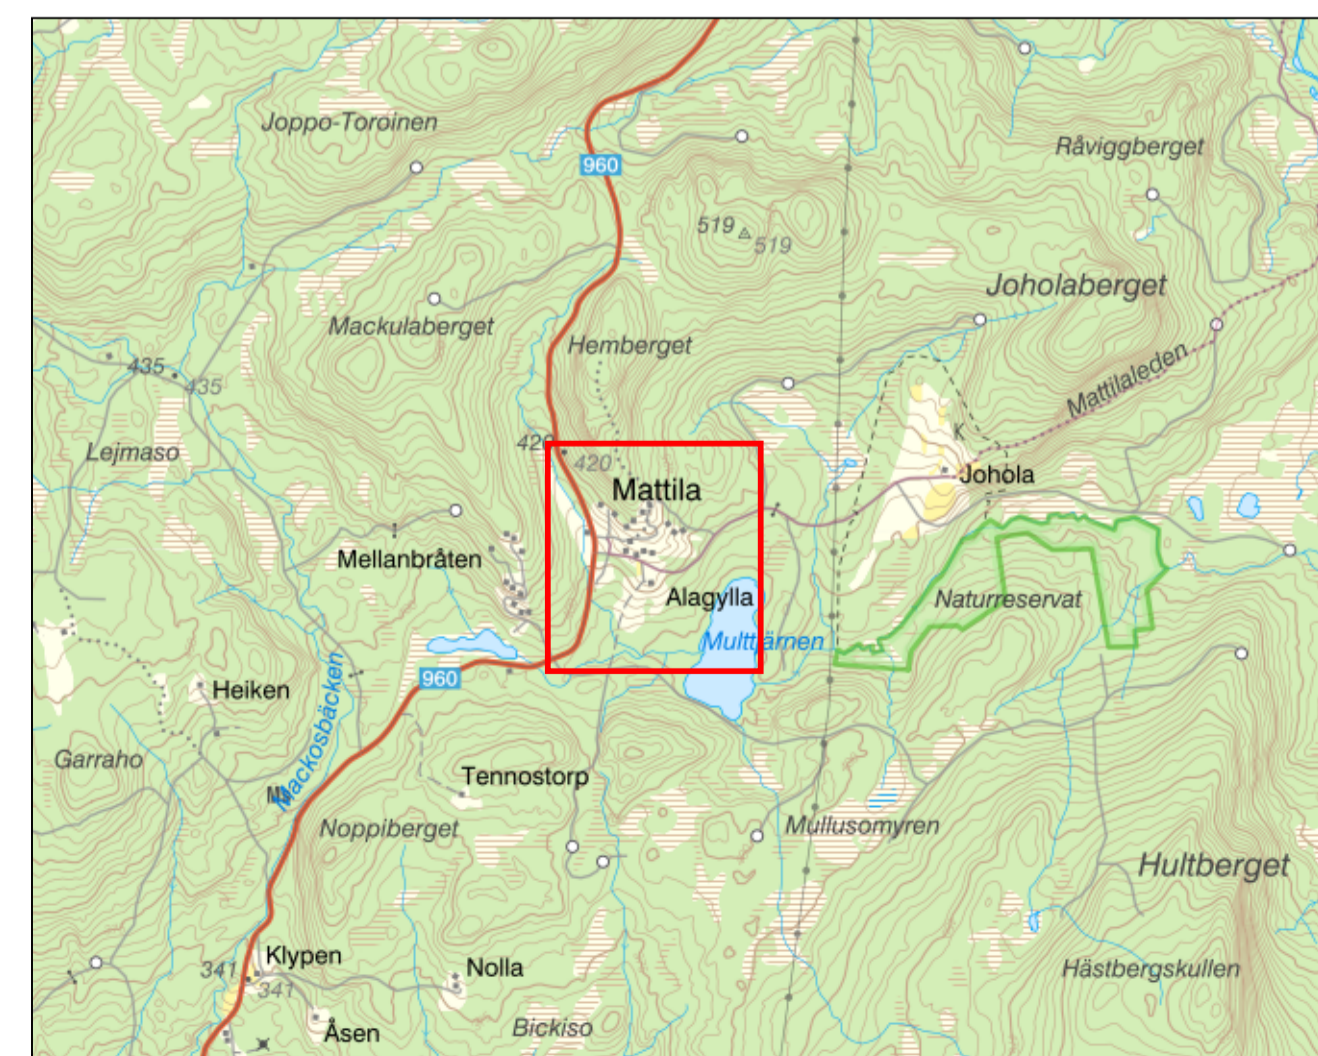 Joppo-Toroinen
Råviggberget
960
519
519
Joholaberget
Mackulaberget
Hemberget
435
435
Mattilaleden
K
420
420
Lejmaso
Johola
Mattila
Mellanbråten
Alagylla
Naturreservat
Multtjärnen
960
Heiken
Mackosbäcken
Garraho
Tennostorp
Noppiberget
Mullusomyren
Hultberget
Klypen
341
341
Nolla
Hästbergskullen
Åsen
Bickiso